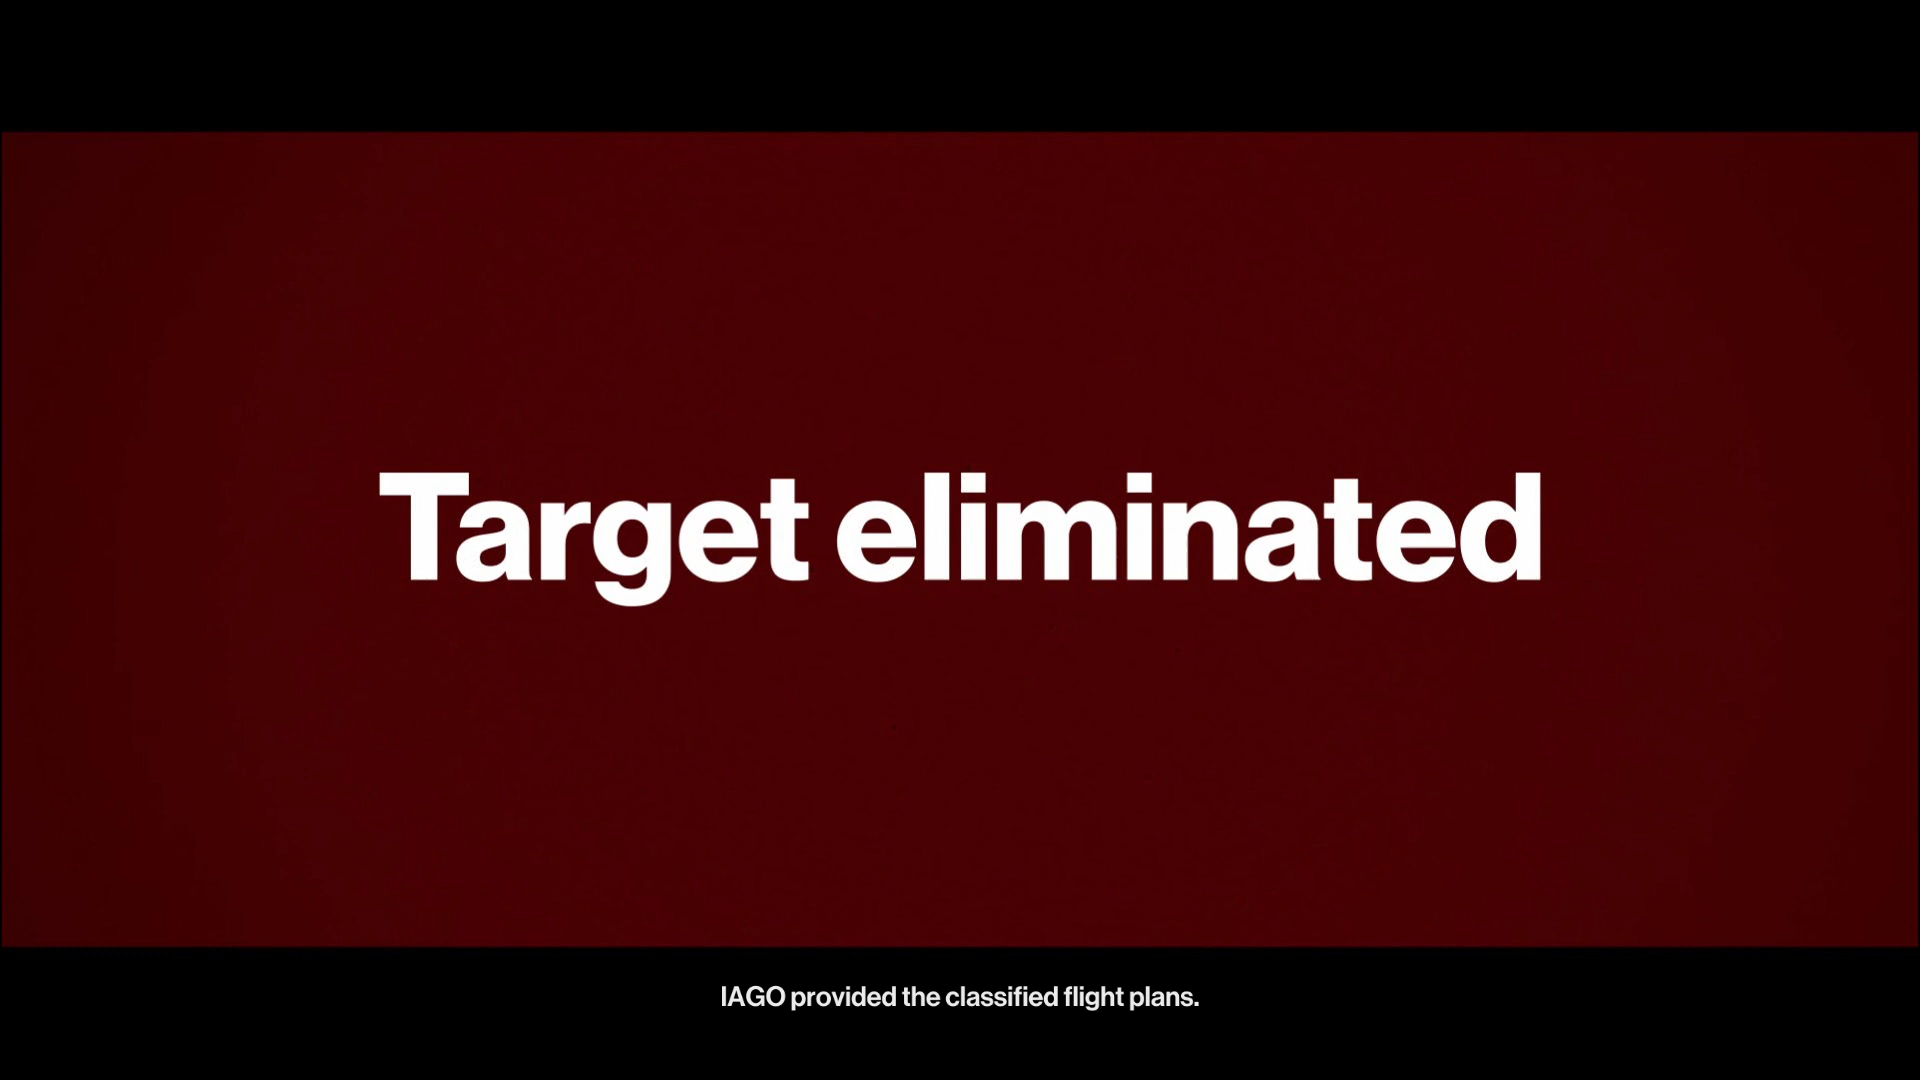 Target eliminated
IAGO provided the classified flight plans.